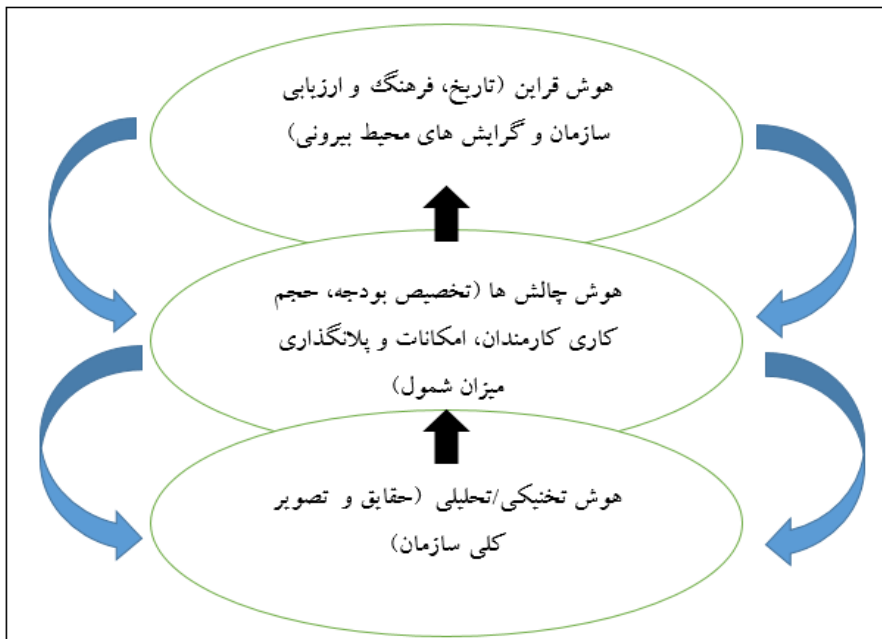 هوش قراین (تاریخ، فرهنگ و ارزیابی
سازمان و گرایش های محیط بیرونی)
هوش چالش ها (تخصیص بودجه، حجم
کاری کارمندان، امکانات و پلانگذاری
میزان شمول)
هوش تخنیکی/تحلیلی (حقایق و تصویر
کلی سازمان)